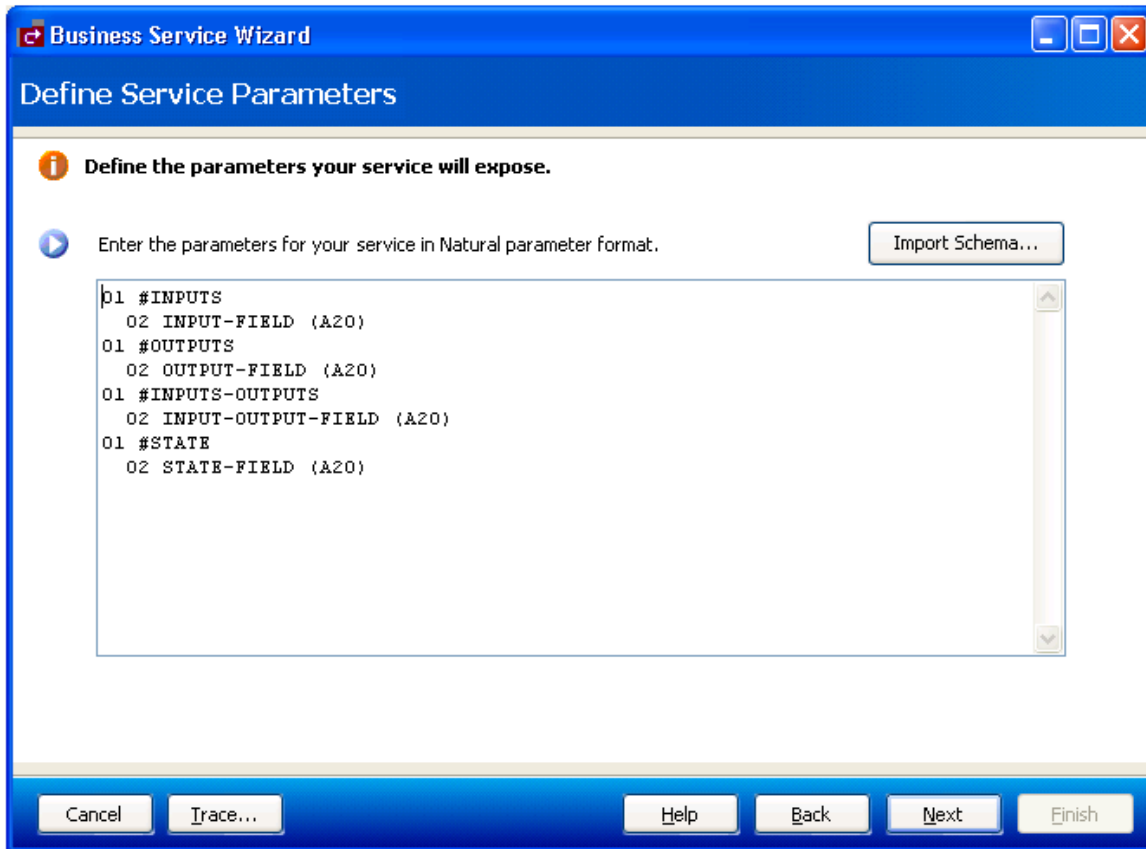 Business Service Wizard
Define Service Parameters
Define the parameters your service will expose.
Enter the parameters for your service in Natural parameter format.
Import Schema...
01 #INPUTS
02 INPUT-FIELD (A20)
01 #OUTPUTS
02 OUTPUT-FIELD (A20)
01 #INPUTS-OUTPUTS
02 INPUT-OUTPUT-FIELD (A20)
01 #STATE
02 STATE-FIELD (A20)
Cancel
Trace...
Help
Back
Next
Finish